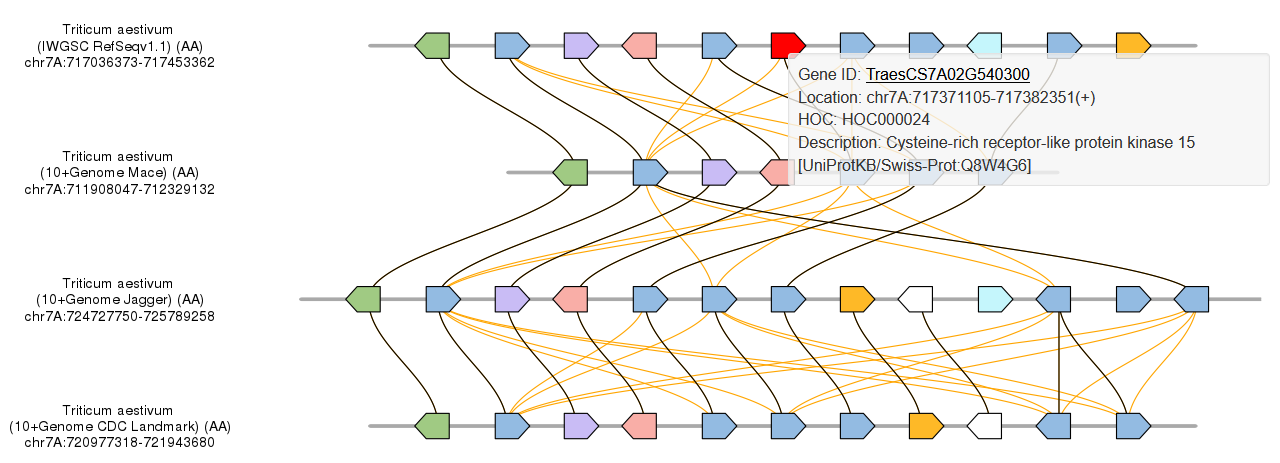 Triticum aestivum
(IWGSC RefSeqv1.1) (AA)
chr7A:717036373-717453362
Gene ID: TraesCS7A02G540300
Location: chr7A:717371105-717382351(+)
HOC: HOC000024
Description: Cysteine-rich receptor-like protein kinase 15
[UniProtKB/Swiss-Prot:Q8W4G6]
Triticum aestivum
(10+Genome Mace) (AA)
chr7A:711908047-712329132
Triticum aestivum
(10+Genome Jagger) (AA)
chr7A:724727750-725789258
Triticum aestivum
(10+Genome CDC Landmark) (AA)
chr7A:720977318-721943680